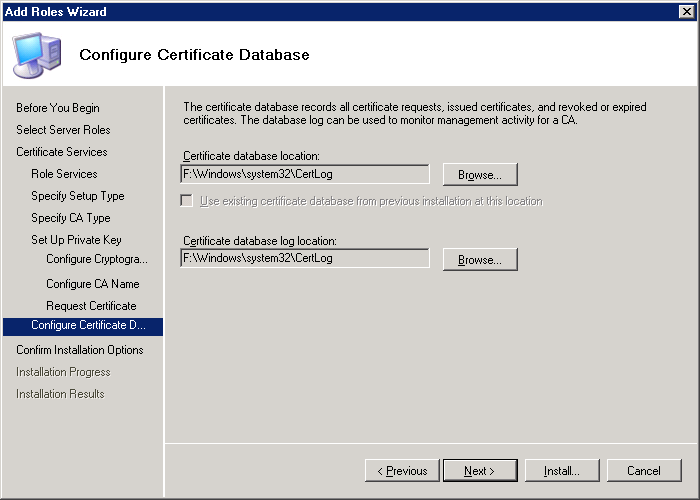 Add Roles Wizard
Configure Certificate Database
Before You Begin
Select Server Roles
Certificate Services
Role Services
Specify Setup Type
Specify CA Type
Set Up Private Key
Configure Cryptogra...
Configure CA Name
Request Certificate
Configure Certificate D...
Confirm Installation Options
Installation Progress
Installation Results
The certificate database records all certificate requests, issued certificates, and revoked or expired
certificates. The database log can be used to monitor management activity for a CA.
Certificate database location:
F:\Windows\system32\CertLog
Browse...
Use existing certificate database from previous installation at this location
Certificate database log location:
F:\Windows\system32\CertLog
Browse...
< Previous
Next >
Install...
Cancel